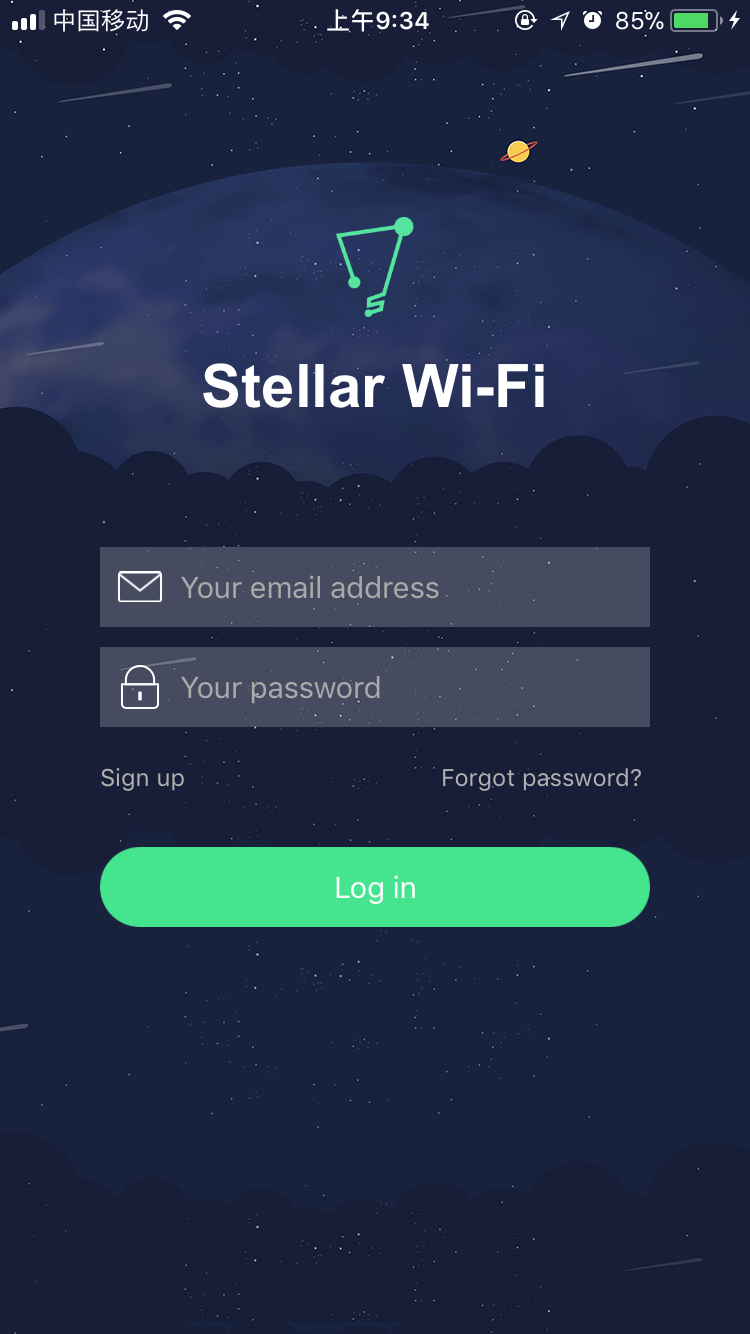 中国移动 上午9:34 85%
Stellar Wi-Fi
Your email address
Your password
Sign up Forgot password?
Log in